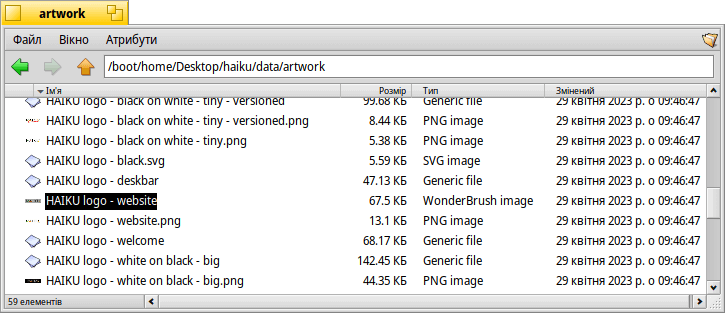 artwork
Файл Вікно Атрибути
/boot/home/Desktop/haiku/data/artwork
Ім'я Розмір Тип Змінений
HAIKU logo - black on white - tiny - versioned 99.68 КБ Generic file 29 квітня 2023 р. о 09:46:47
HAIKU logo - black on white - tiny - versioned.png 8.44 КБ PNG image 29 квітня 2023 р. о 09:46:47
HAIKU logo - black on white - tiny.png 5.38 КБ PNG image 29 квітня 2023 р. о 09:46:47
HAIKU logo - black.svg 5.59 КБ SVG image 29 квітня 2023 р. о 09:46:47
HAIKU logo - deskbar 47.13 КБ Generic file 29 квітня 2023 р. о 09:46:47
HAIKU logo - website 67.5 КБ WonderBrush image 29 квітня 2023 р. о 09:46:47
HAIKU logo - website.png 13.1 КБ PNG image 29 квітня 2023 р. о 09:46:47
HAIKU logo - welcome 68.17 КБ Generic file 29 квітня 2023 р. о 09:46:47
HAIKU logo - white on black - big 142.45 КБ Generic file 29 квітня 2023 р. о 09:46:47
HAIKU logo - white on black - big.png 44.35 КБ PNG image 29 квітня 2023 р. о 09:46:47
59 елементів